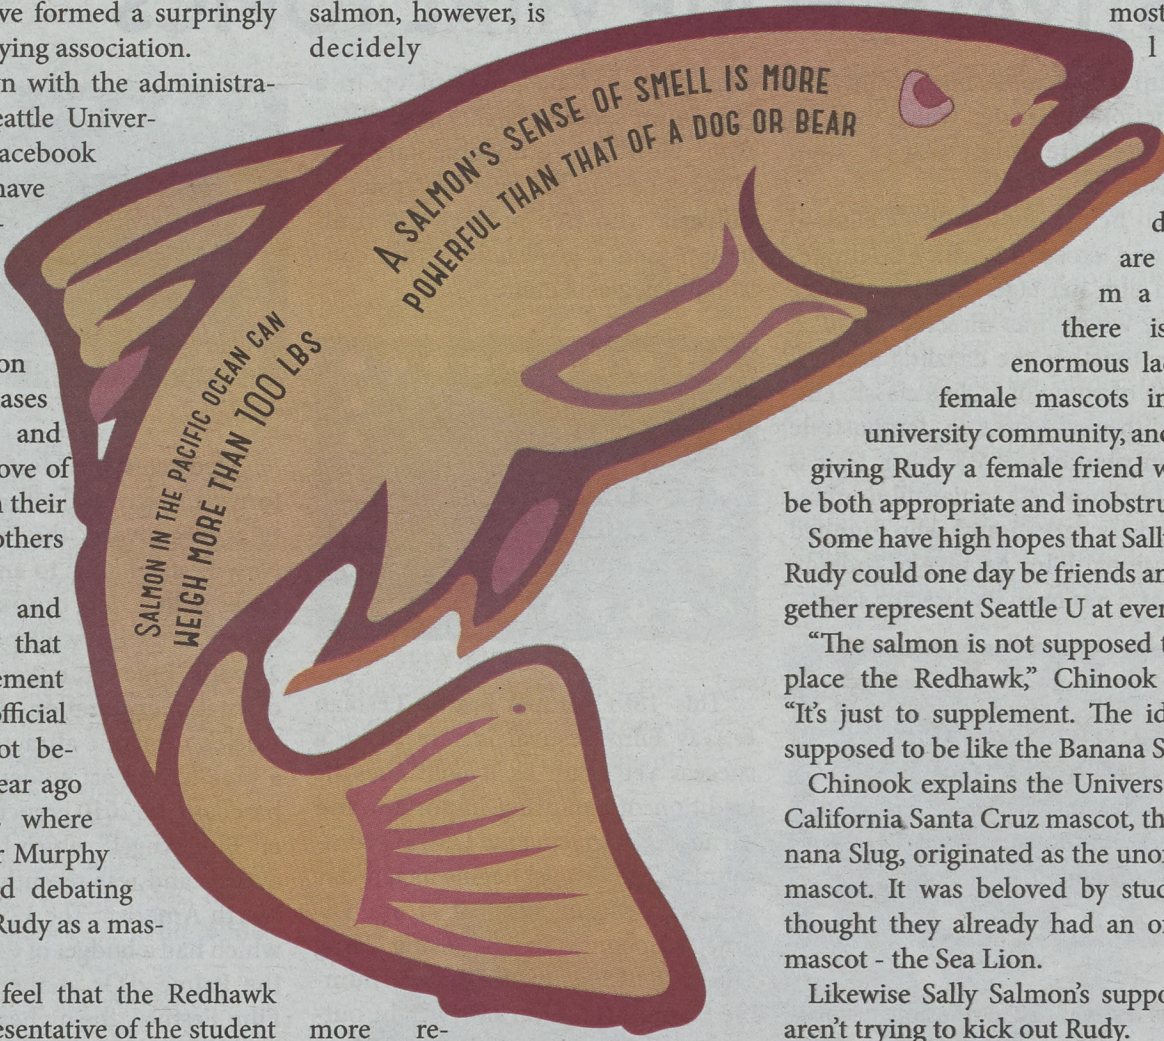 ve formed a surpringly
ying association.
n with the administra-
eattle Univer-
acebook
have
-
on
ases
and
ove of
n their
others
and
that
ement
official
ot be-
ear ago
where
r Murphy
d debating
Rudy as a mas-
feel that the Redhawk
esentative of the student
salmon, however, is
decidedly
A SALMON'S SENSE OF SMELL IS MORE
POWERFUL THAN THAT OF A DOG OR BEAR
SALMON IN THE PACIFIC OCEAN CAN
WEIGH MORE THAN 100 LBS
more re-
most
l
d
are
m a
there is
enormous la
female mascots in
university community, and
giving Rudy a female friend w
be both appropriate and inobstru
Some have high hopes that Sally
Rudy could one day be friends an
gether represent Seattle U at even
"The salmon is not supposed t
place the Redhawk," Chinook
"It's just to supplement. The id
supposed to be like the Banana S
Chinook explains the Univers
California Santa Cruz mascot, th
nana Slug, originated as the unof
mascot. It was beloved by stud
thought they already had an of
mascot - the Sea Lion.
Likewise Sally Salmon's suppo
aren't trying to kick out Rudy.